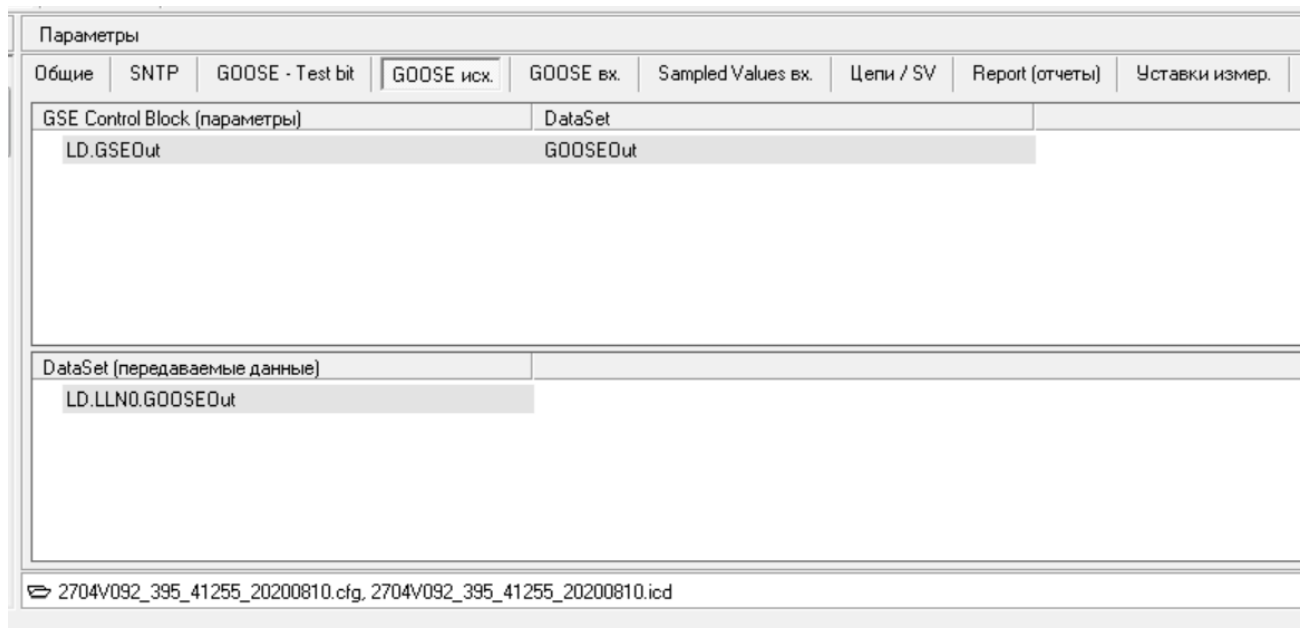 Параметры
Общие SNTP GOOSE - Test bit GOOSE исх. GOOSE вх. Sampled Values вх. Цепи / SV Report (отчеты) Уставки измер.
GSE Control Block (параметры) DataSet
LD.GSEOut GOOSEOut
DataSet (передаваемые данные)
LD.LLN0.GOOSEOut
2704V092_395_41255_20200810.cfg, 2704V092_395_41255_20200810.icd